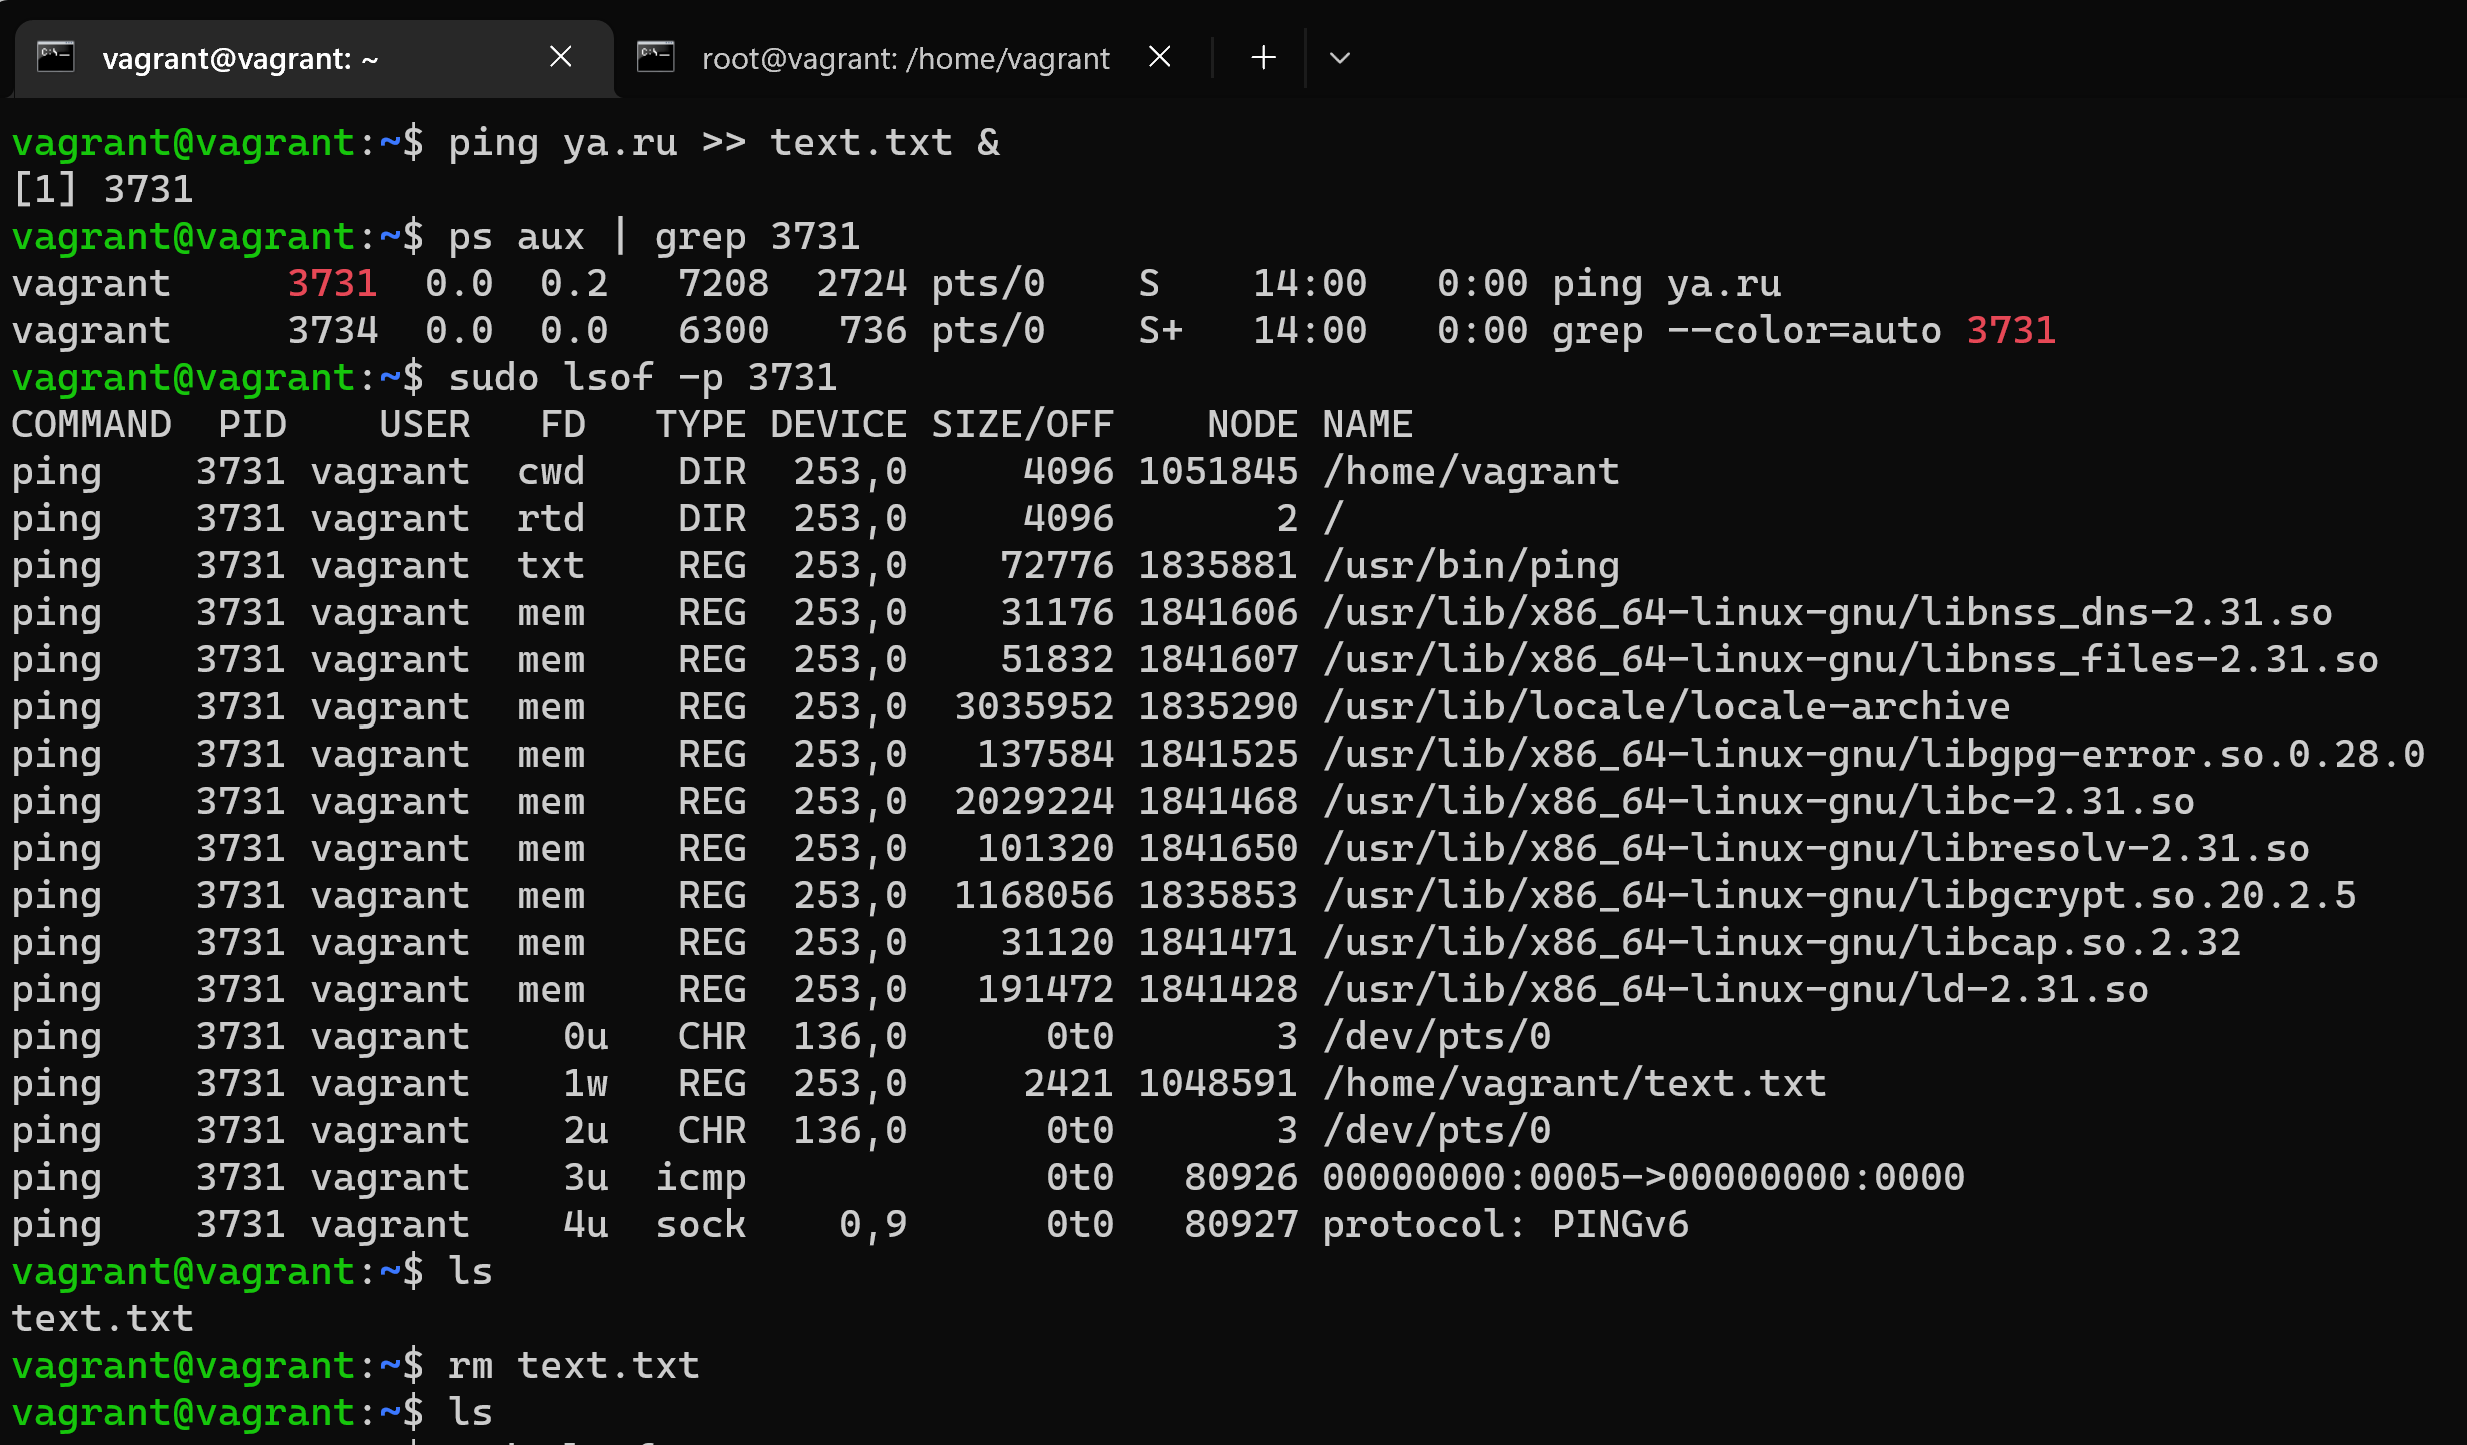 vagrant@vagrant: ~
root@vagrant: /home/vagrant
vagrant@vagrant:~$ ping ya.ru >> text.txt &
[1] 3731
vagrant@vagrant:~$ ps aux | grep 3731
vagrant     3731  0.0  0.2   7208  2724 pts/0    S    14:00   0:00 ping ya.ru
vagrant     3734  0.0  0.0   6300   736 pts/0    S+   14:00   0:00 grep --color=auto 3731
vagrant@vagrant:~$ sudo lsof -p 3731
COMMAND  PID    USER   FD   TYPE DEVICE SIZE/OFF    NODE NAME
ping    3731 vagrant  cwd    DIR  253,0     4096 1051845 /home/vagrant
ping    3731 vagrant  rtd    DIR  253,0     4096       2 /
ping    3731 vagrant  txt    REG  253,0    72776 1835881 /usr/bin/ping
ping    3731 vagrant  mem    REG  253,0    31176 1841606 /usr/lib/x86_64-linux-gnu/libnss_dns-2.31.so
ping    3731 vagrant  mem    REG  253,0    51832 1841607 /usr/lib/x86_64-linux-gnu/libnss_files-2.31.so
ping    3731 vagrant  mem    REG  253,0  3035952 1835290 /usr/lib/locale/locale-archive
ping    3731 vagrant  mem    REG  253,0   137584 1841525 /usr/lib/x86_64-linux-gnu/libgpg-error.so.0.28.0
ping    3731 vagrant  mem    REG  253,0  2029224 1841468 /usr/lib/x86_64-linux-gnu/libc-2.31.so
ping    3731 vagrant  mem    REG  253,0   101320 1841650 /usr/lib/x86_64-linux-gnu/libresolv-2.31.so
ping    3731 vagrant  mem    REG  253,0  1168056 1835853 /usr/lib/x86_64-linux-gnu/libgcrypt.so.20.2.5
ping    3731 vagrant  mem    REG  253,0    31120 1841471 /usr/lib/x86_64-linux-gnu/libcap.so.2.32
ping    3731 vagrant  mem    REG  253,0   191472 1841428 /usr/lib/x86_64-linux-gnu/ld-2.31.so
ping    3731 vagrant    0u   CHR  136,0      0t0       3 /dev/pts/0
ping    3731 vagrant    1w   REG  253,0     2421 1048591 /home/vagrant/text.txt
ping    3731 vagrant    2u   CHR  136,0      0t0       3 /dev/pts/0
ping    3731 vagrant    3u  icmp             0t0   80926 00000000:0005->00000000:0000
ping    3731 vagrant    4u  sock    0,9      0t0   80927 protocol: PINGv6
vagrant@vagrant:~$ ls
text.txt
vagrant@vagrant:~$ rm text.txt
vagrant@vagrant:~$ ls